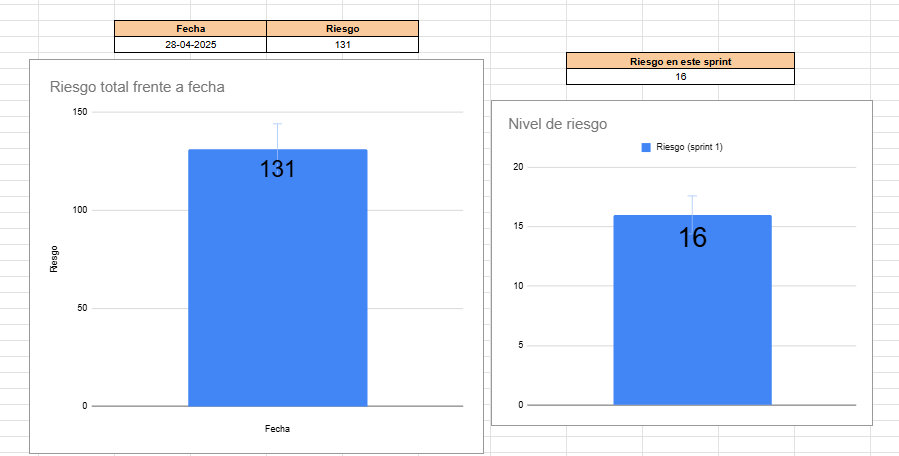 Fecha Riesgo
28-04-2025 131
Riesgo total frente a fecha
150
131
100
Riesgo
50
0
Fecha
Riesgo en este sprint
16
Nivel de riesgo
Riesgo (sprint 1)
20
15
16
10
5
0